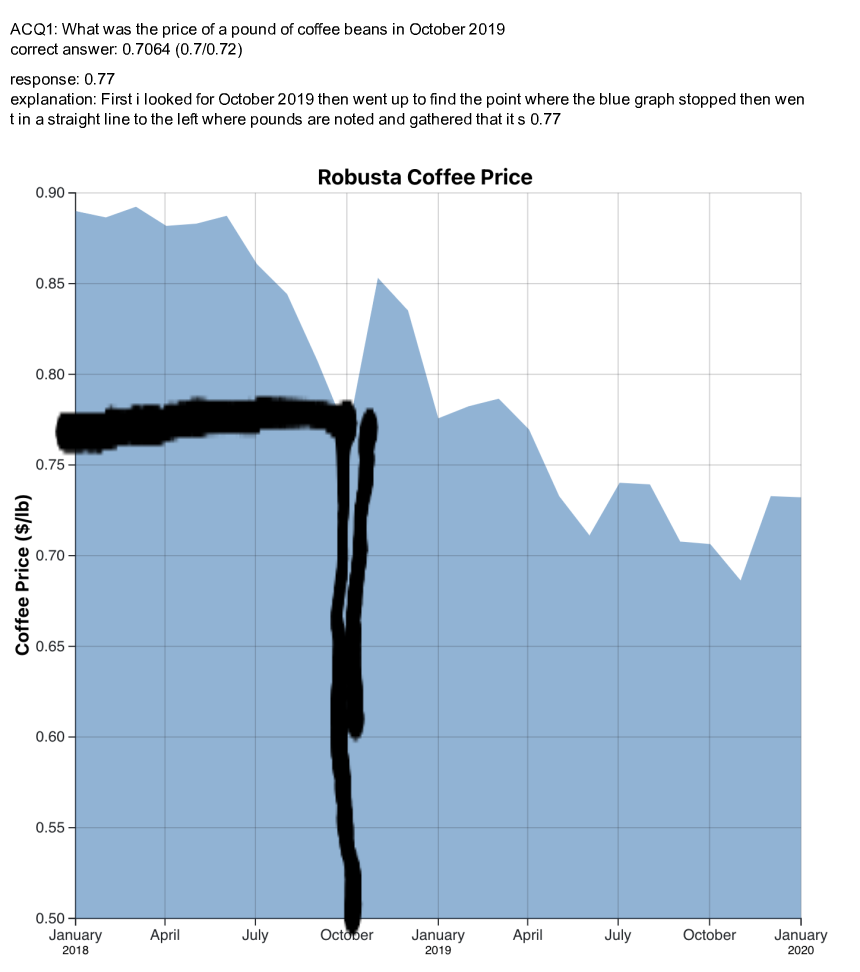 ACQ1: What was the price of a pound of coffee beans in October 2019
correct answer: 0.7064 (0.7/0.72)
response: 0.77
explanation: First i looked for October 2019 then went up to find the point where the blue graph stopped then wen
t in a straight line to the left where pounds are noted and gathered that it s 0.77
Robusta Coffee Price
0.90
0.85
0.80
0.75
0.70
0.65
0.60
0.55
0.50
Coffee Price ($/lb)
January April July October January April July October January
2018 2019 2020